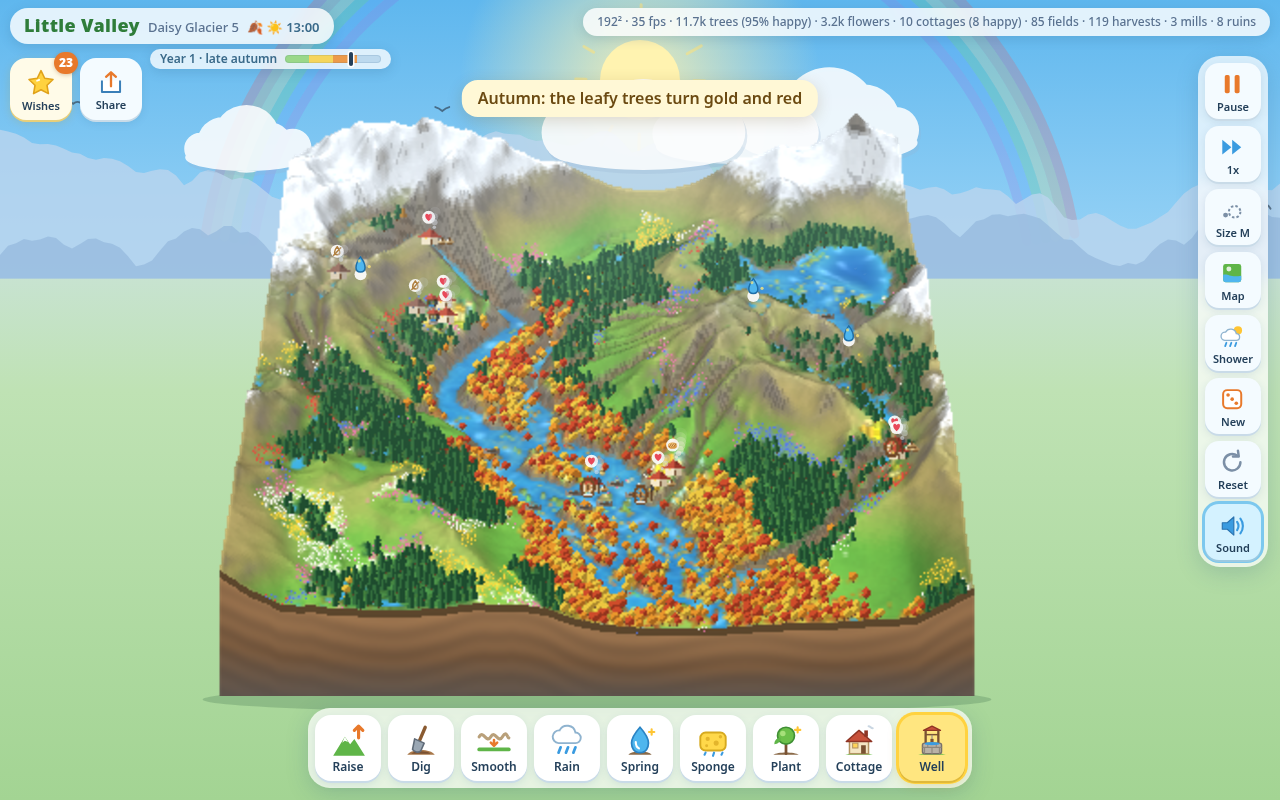 Little Valley Daisy Glacier 5 13:00
192² · 35 fps · 11.7k trees (95% happy) · 3.2k flowers · 10 cottages (8 happy) · 85 fields · 119 harvests · 3 mills · 8 ruins
Year 1 · late autumn
23
Wishes
Share
Autumn: the leafy trees turn gold and red
Pause
1x
Size M
Map
Shower
New
Reset
Sound
Raise
Dig
Smooth
Rain
Spring
Sponge
Plant
Cottage
Well